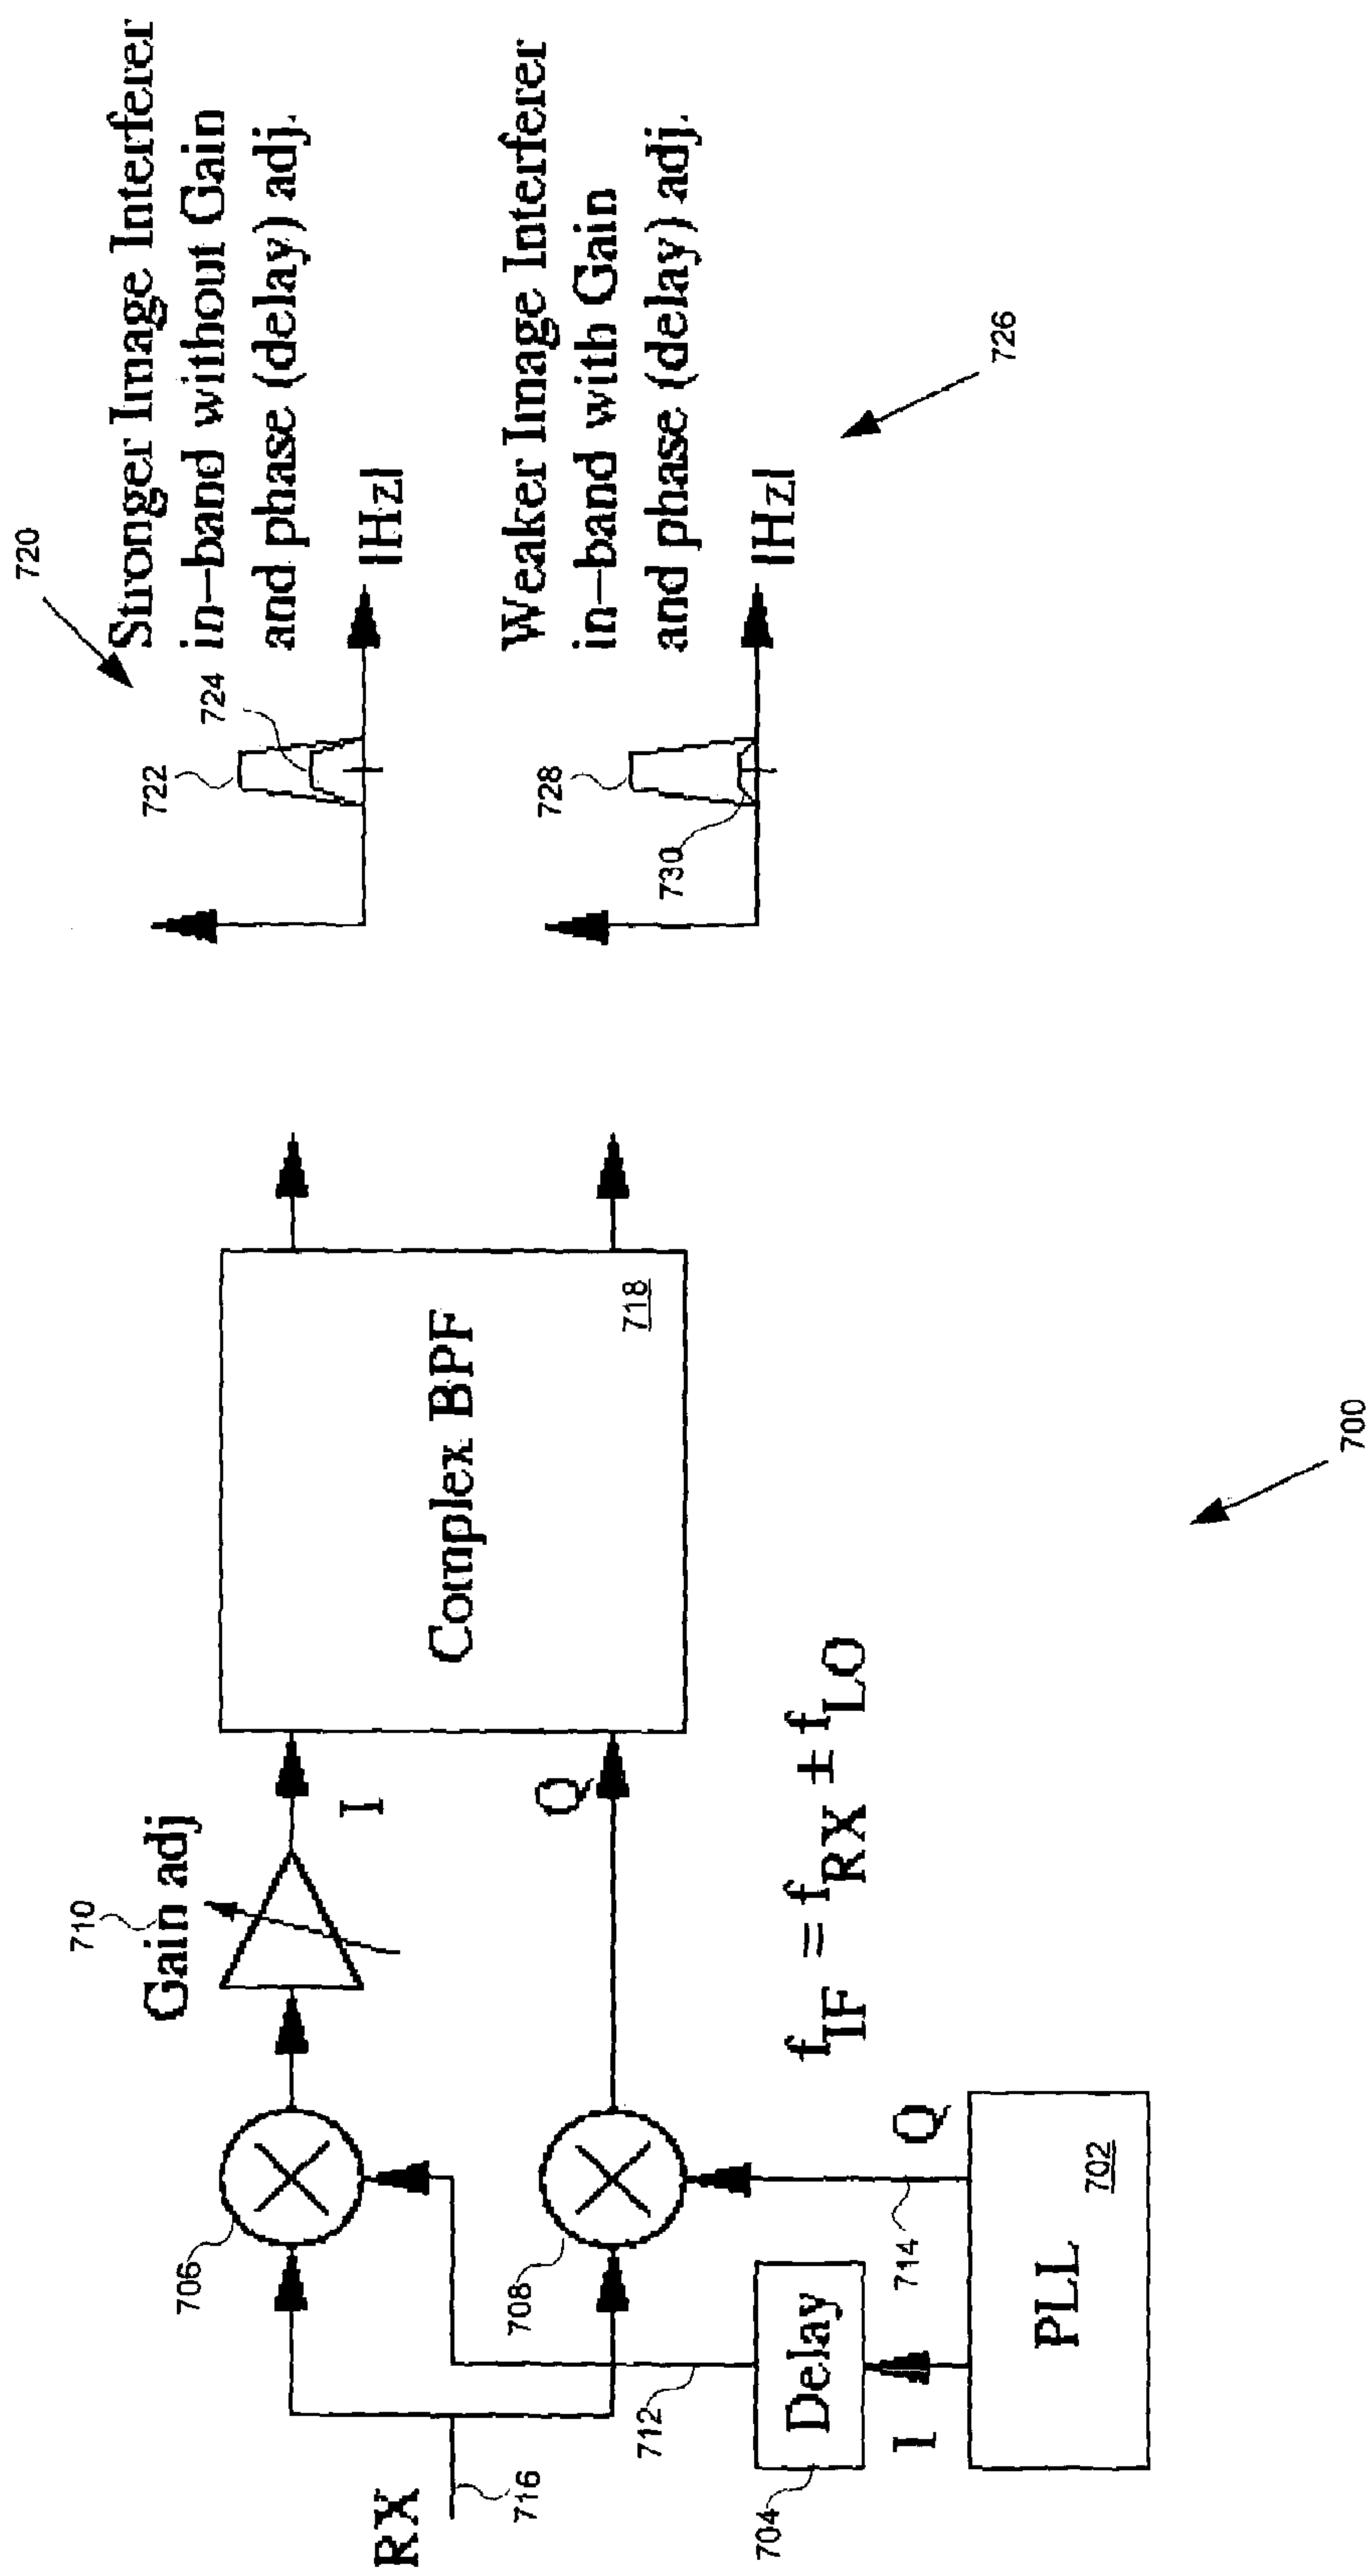 720
Stronger Image Interferer
in-band without Gain
and phase (delay) adj.
722
724
|Hz|
Weaker Image Interferer
in-band with Gain
and phase (delay) adj.
728
730
|Hz|
726
710
Gain adj
706
I
Complex BPF
718
RX
716
708
Q
712
704
Delay
714
Q
f_IF = f_RX ± f_LO
I
PLL
702
700